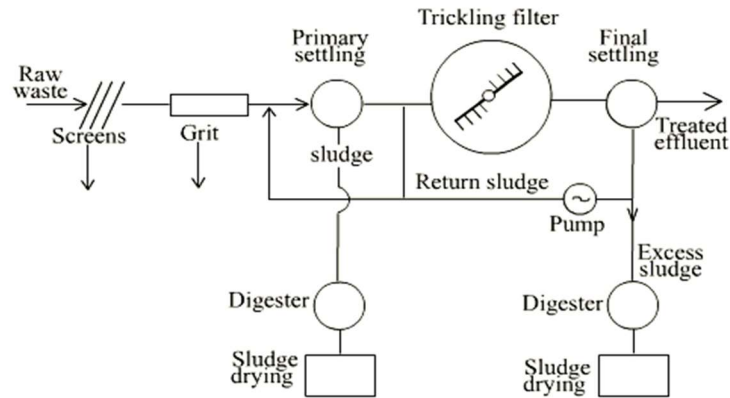 Trickling filter
Primary
settling
Final
settling
Raw
waste
Screens
Grit
sludge
Treated
effluent
Return sludge
Pump
Excess
sludge
Digester
Digester
Sludge
drying
Sludge
drying